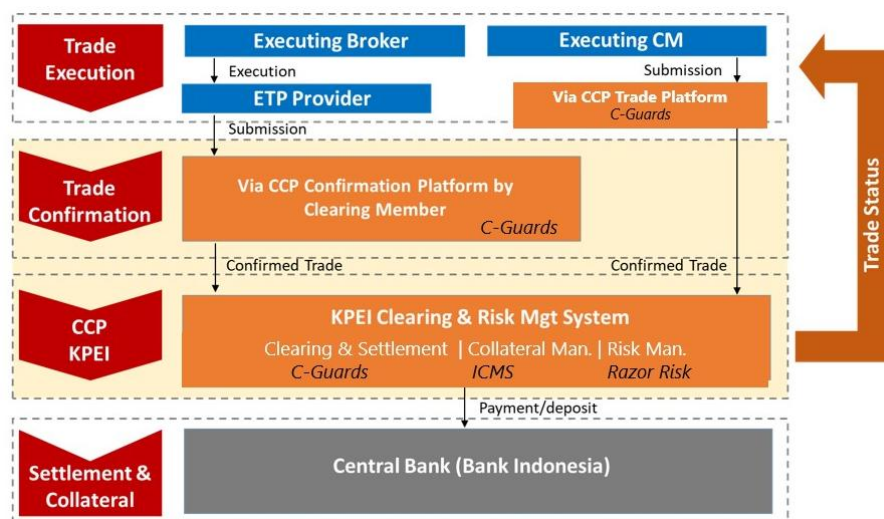 Trade
Execution
Executing Broker
Executing CM
Execution
Submission
ETP Provider
Via CCP Trade Platform
C-Guards
Submission
Trade
Confirmation
Via CCP Confirmation Platform by
Clearing Member
C-Guards
Confirmed Trade
Confirmed Trade
CCP
KPEI
KPEI Clearing & Risk Mgt System
Clearing & Settlement | Collateral Man. | Risk Man.
C-Guards ICMS Razor Risk
Payment/deposit
Settlement &
Collateral
Central Bank (Bank Indonesia)
Trade Status